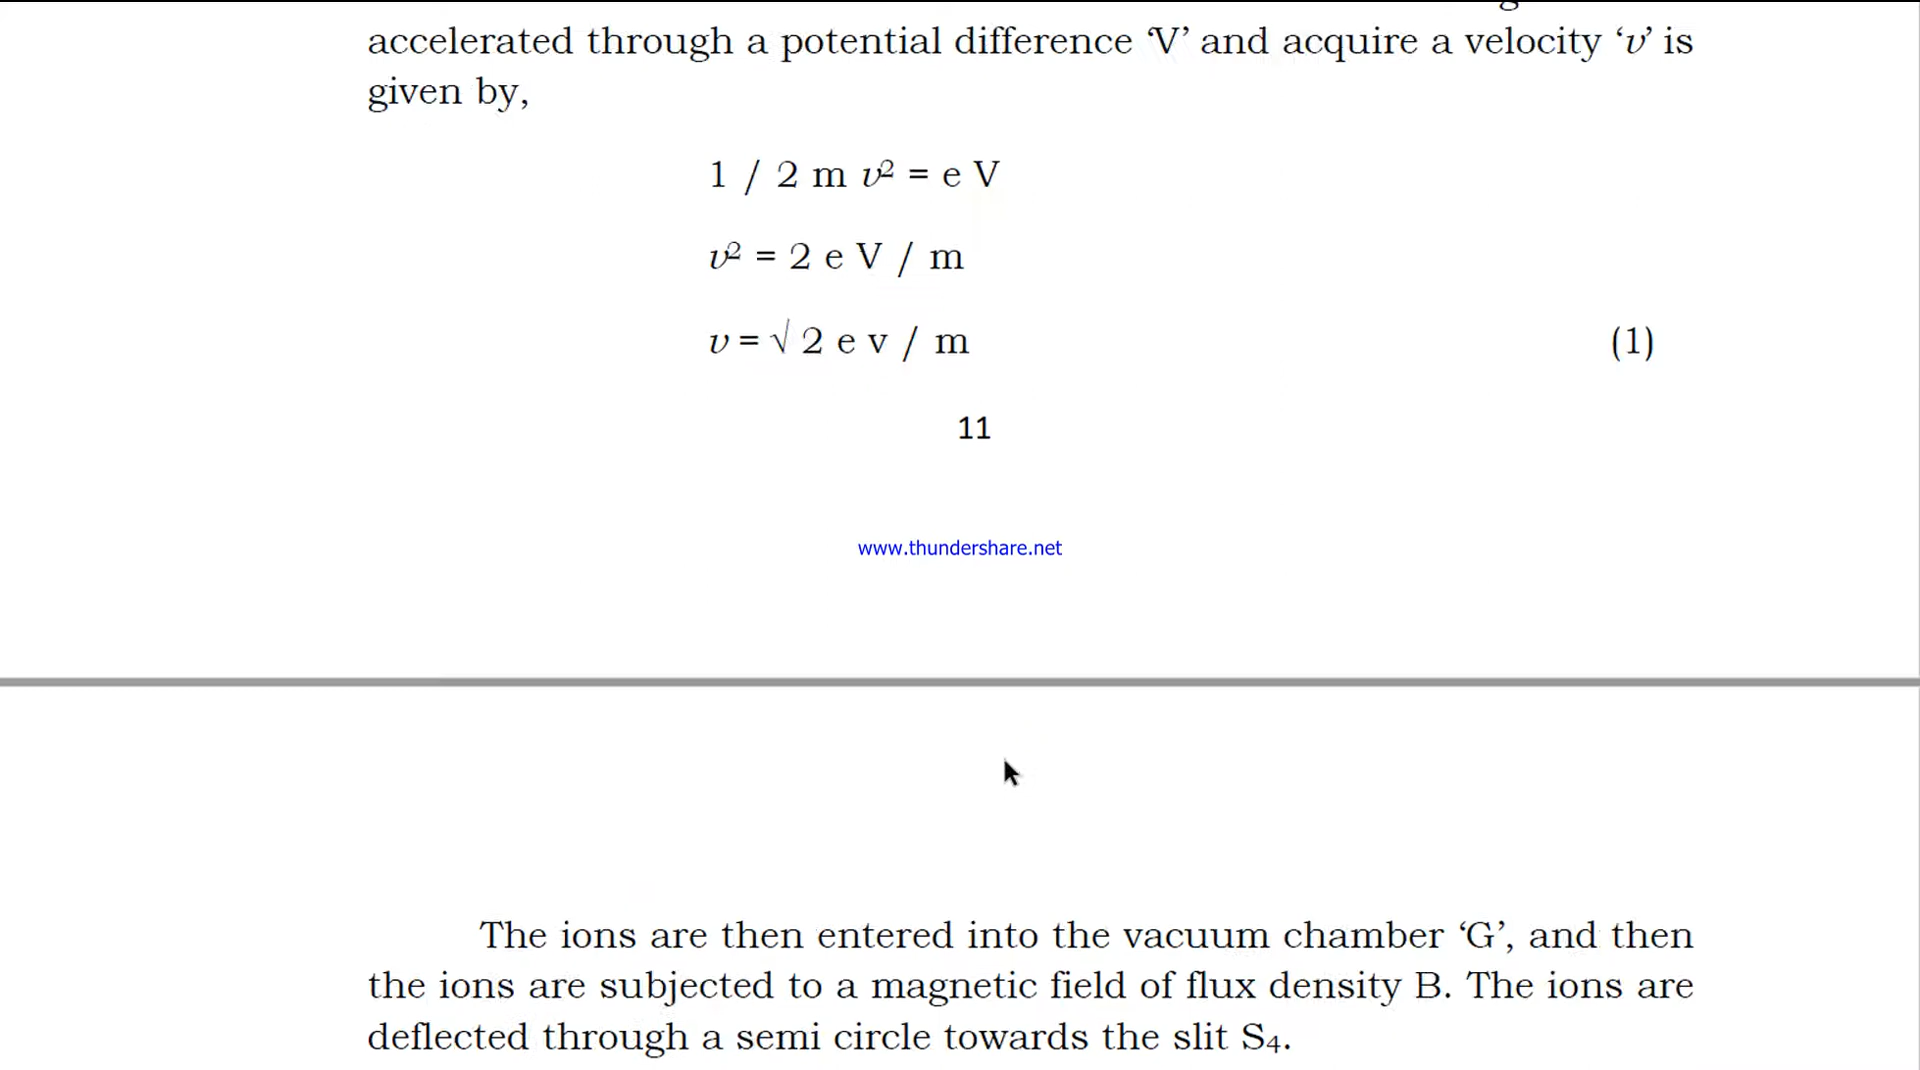 accelerated through a potential difference ‘V’ and acquire a velocity ‘v’ is
given by,
1 / 2 m v² = e V
v² = 2 e V / m
v = √ 2 e v / m (1)
11
www.thundershare.net
The ions are then entered into the vacuum chamber ‘G’, and then
the ions are subjected to a magnetic field of flux density B. The ions are
deflected through a semi circle towards the slit S₄.